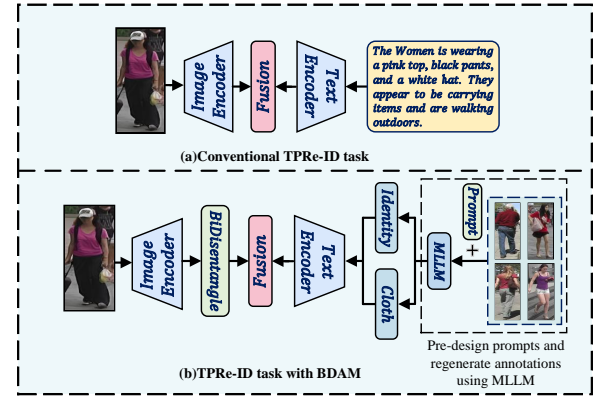 Image
Encoder
Fusion
Text
Encoder
The Women is wearing
a pink top, black pants,
and a white hat. They
appear to be carrying
items and are walking
outdoors.
(a)Conventional TPRe-ID task
Image
Encoder
BiDisentangle
Fusion
Text
Encoder
Identity
Cloth
MLLM
Prompt
+
Pre-design prompts and
regenerate annotations
using MLLM
(b)TPRe-ID task with BDAM